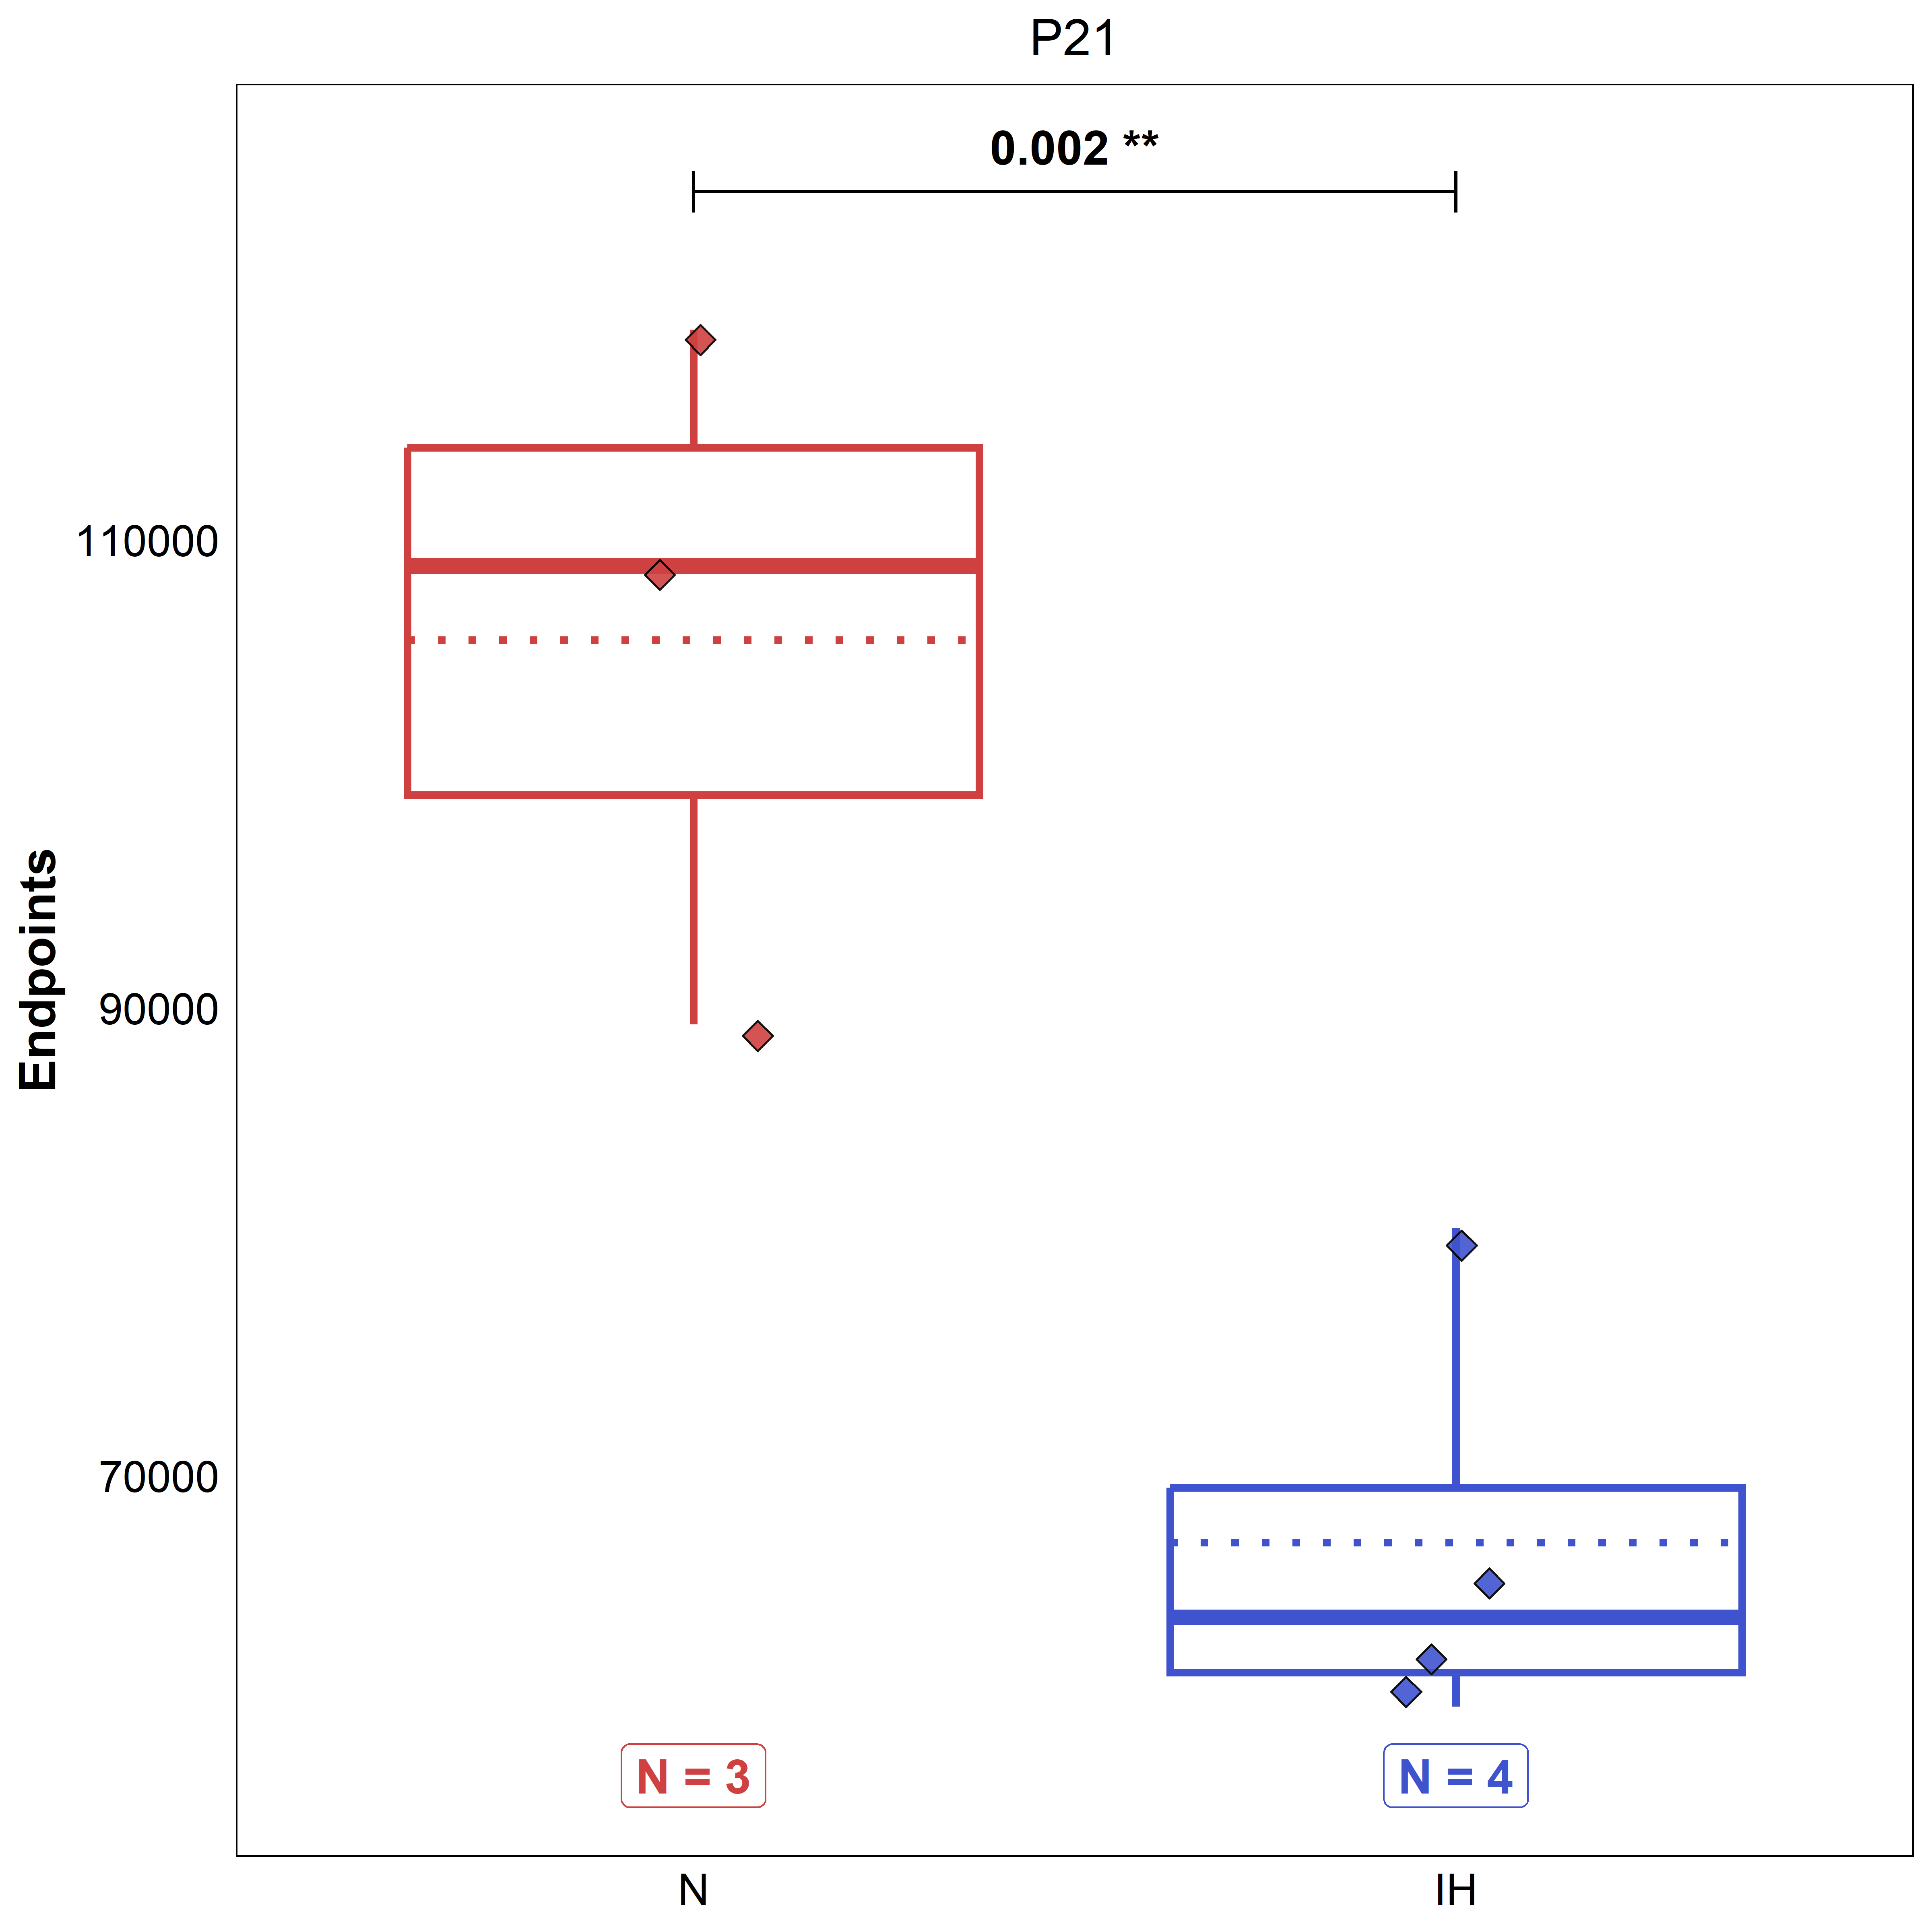 P21
0.002 **
110000
90000
70000
Endpoints
N = 3
N = 4
N
IH